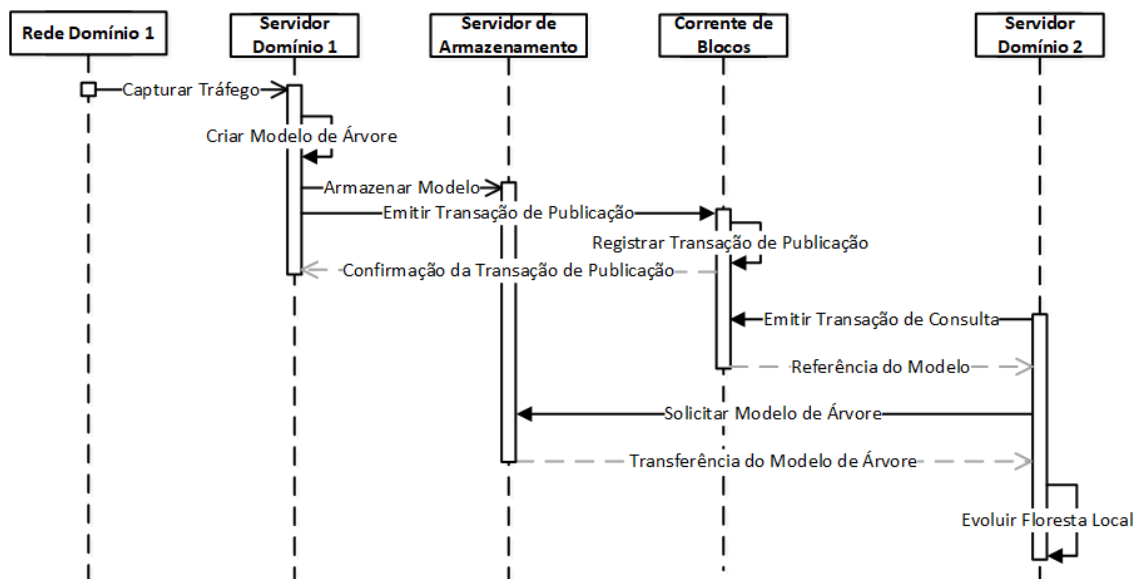 Rede Domínio 1
Servidor
Domínio 1
Servidor de
Armazenamento
Corrente de
Blocos
Servidor
Domínio 2
Capturar Tráfego
Criar Modelo de Árvore
Armazenar Modelo
Emitir Transação de Publicação
Registrar Transação de Publicação
Confirmação da Transação de Publicação
Emitir Transação de Consulta
Referência do Modelo
Solicitar Modelo de Árvore
Transferência do Modelo de Árvore
Evoluir Floresta Local